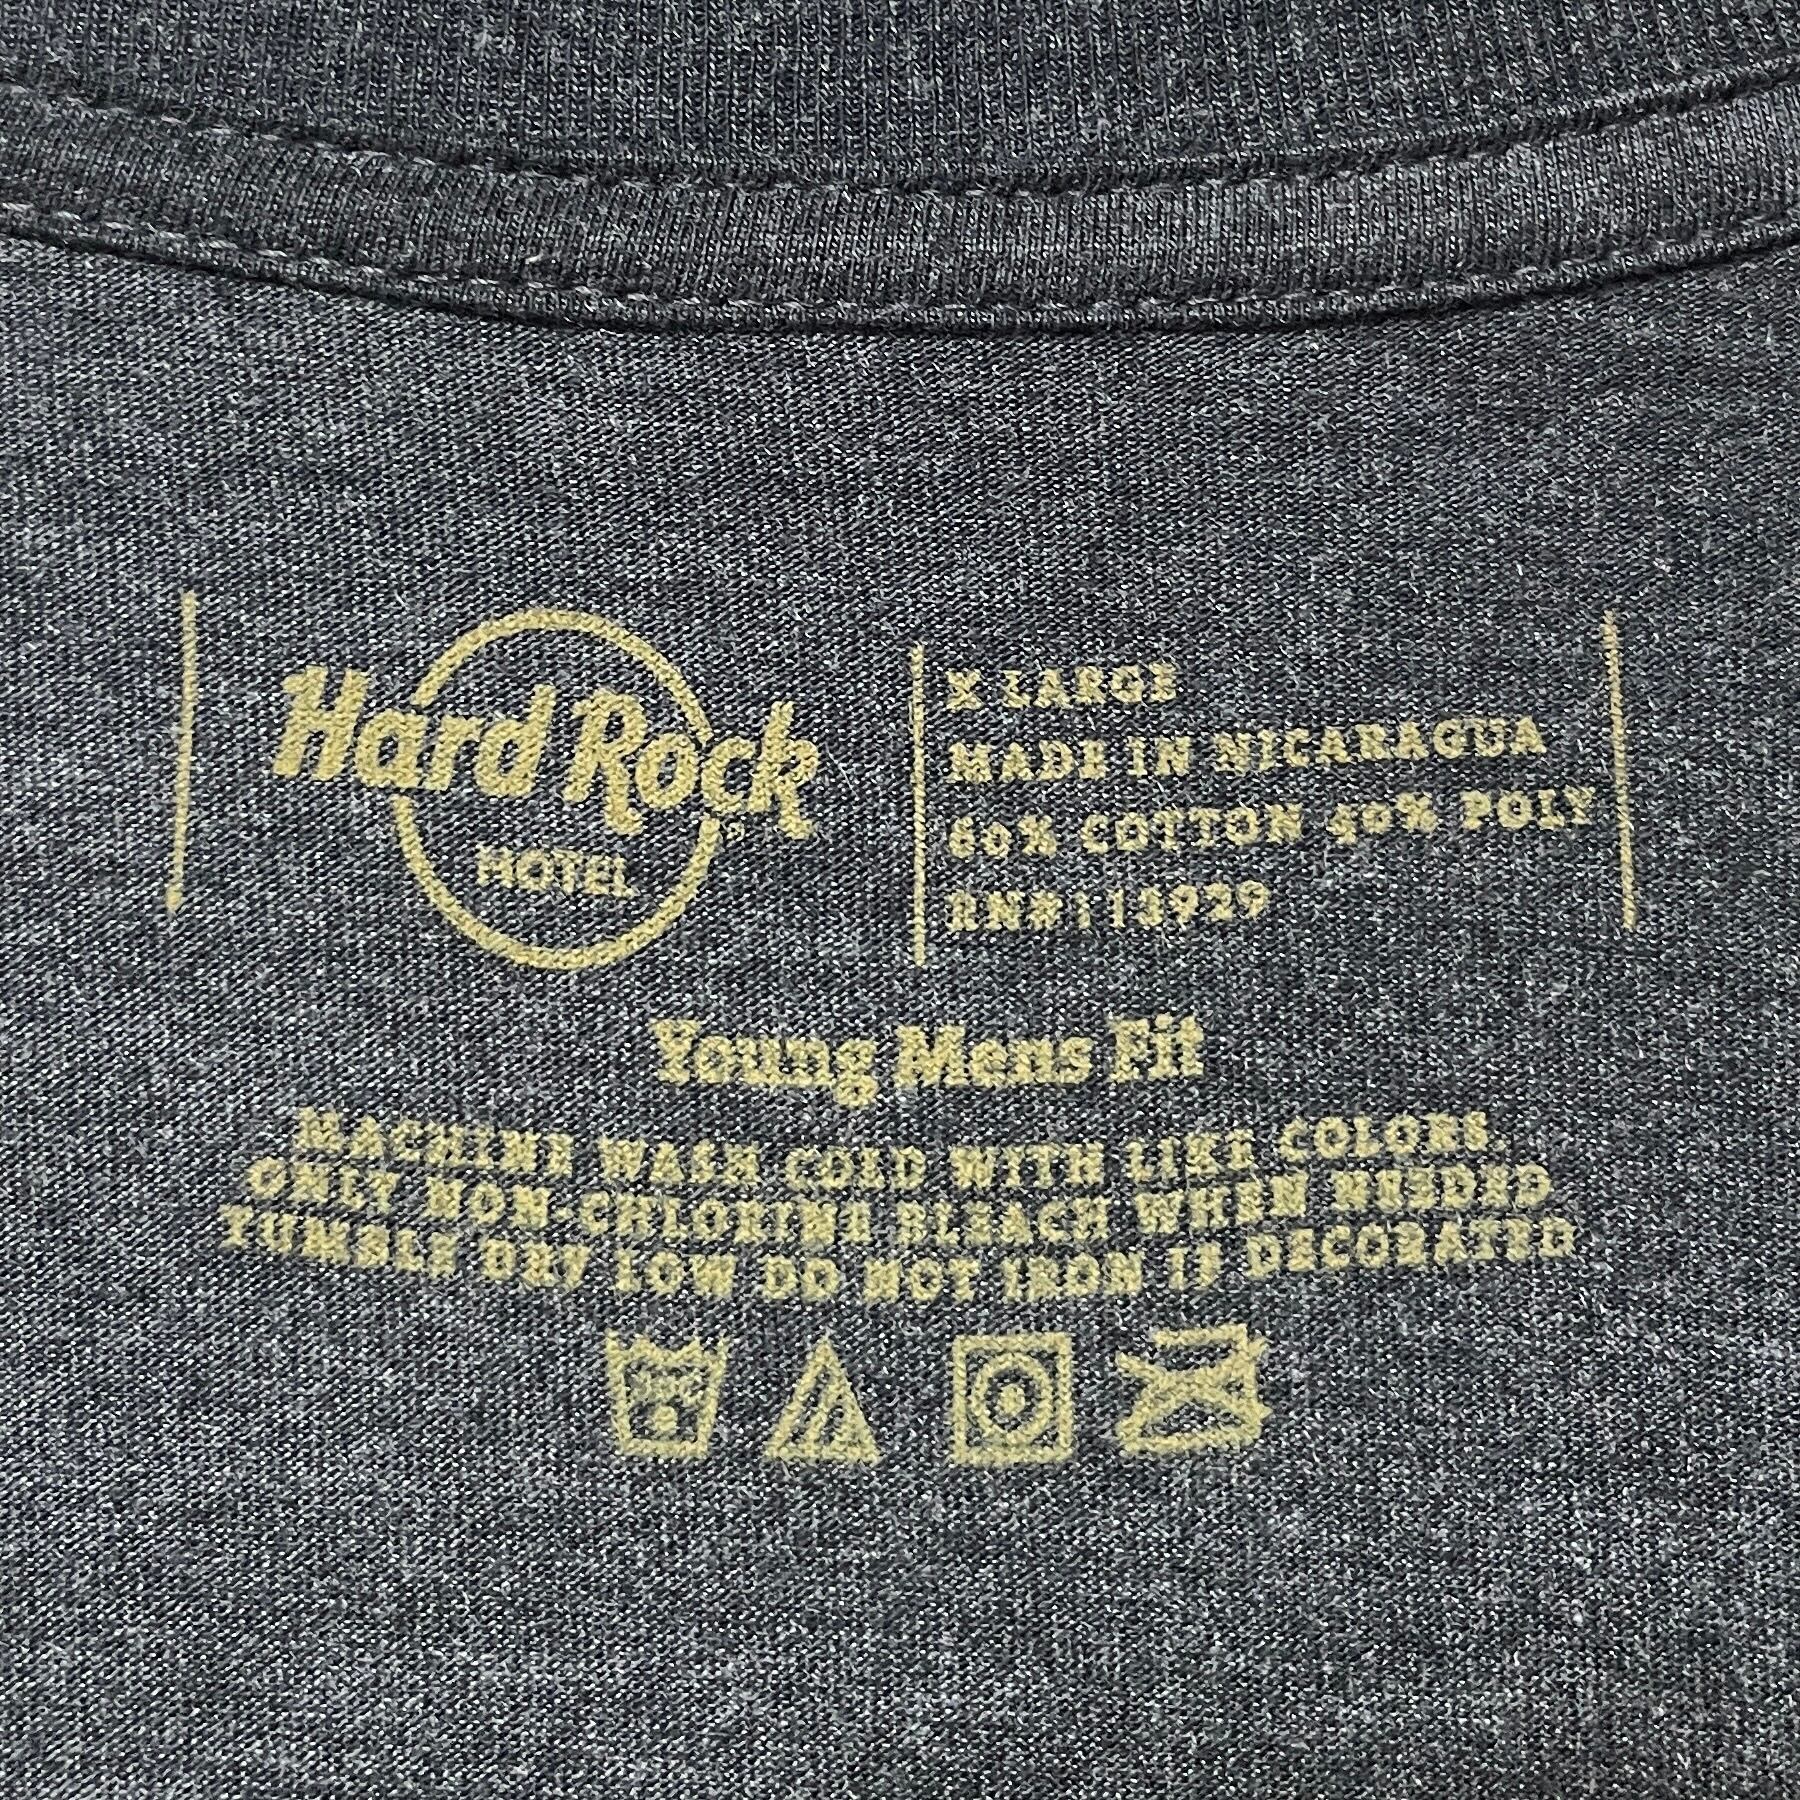 Hard Rock
HOTEL
X LARGE
MADE IN NICARAGUA
60% COTTON 40% POLY
RN#113929
Young Mens Fit
MACHINE WASH COLD WITH LIKE COLORS.
ONLY NON-CHLORINE BLEACH WHEN NEEDED
TUMBLE DRY LOW DO NOT IRON IF DECORATED